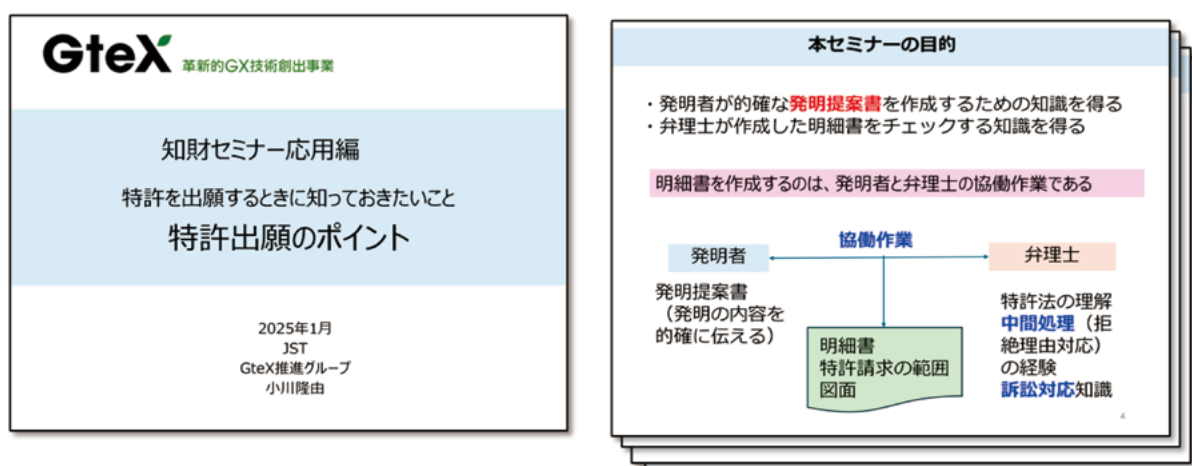 GteX 革新的GX技術創出事業
知財セミナー応用編
特許を出願するときに知っておきたいこと
特許出願のポイント
2025年1月
JST
GteX推進グループ
小川隆由
本セミナーの目的
・発明者が的確な発明提案書を作成するための知識を得る
・弁理士が作成した明細書をチェックする知識を得る
明細書を作成するのは、発明者と弁理士の協働作業である
協働作業
発明者
弁理士
発明提案書
（発明の内容を
的確に伝える）
明細書
特許請求の範囲
図面
特許法の理解
中間処理（拒
絶理由対応）
の経験
訴訟対応知識
4